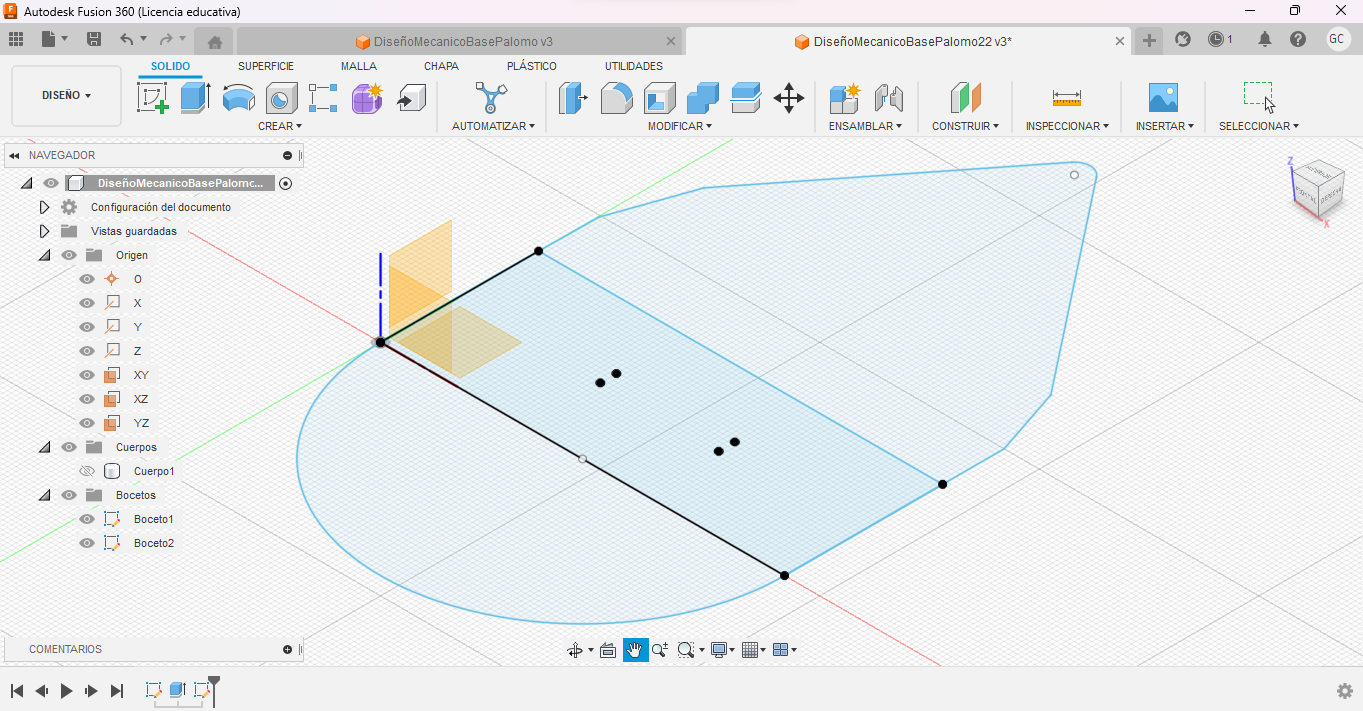 Autodesk Fusion 360 (Licencia educativa)
DiseñoMecanicoBasePalomo v3
DiseñoMecanicoBasePalomo22 v3*
1
GC
SOLIDO SUPERFICIE MALLA CHAPA PLÁSTICO UTILIDADES
DISEÑO
CREAR AUTOMATIZAR MODIFICAR ENSAMBLAR CONSTRUIR INSPECCIONAR INSERTAR SELECCIONAR
NAVEGADOR
DiseñoMecanicoBasePalomc...
Configuración del documento
Vistas guardadas
Origen
O
X
Y
Z
XY
XZ
YZ
Cuerpos
Cuerpo1
Bocetos
Boceto1
Boceto2
Z
X
COMENTARIOS